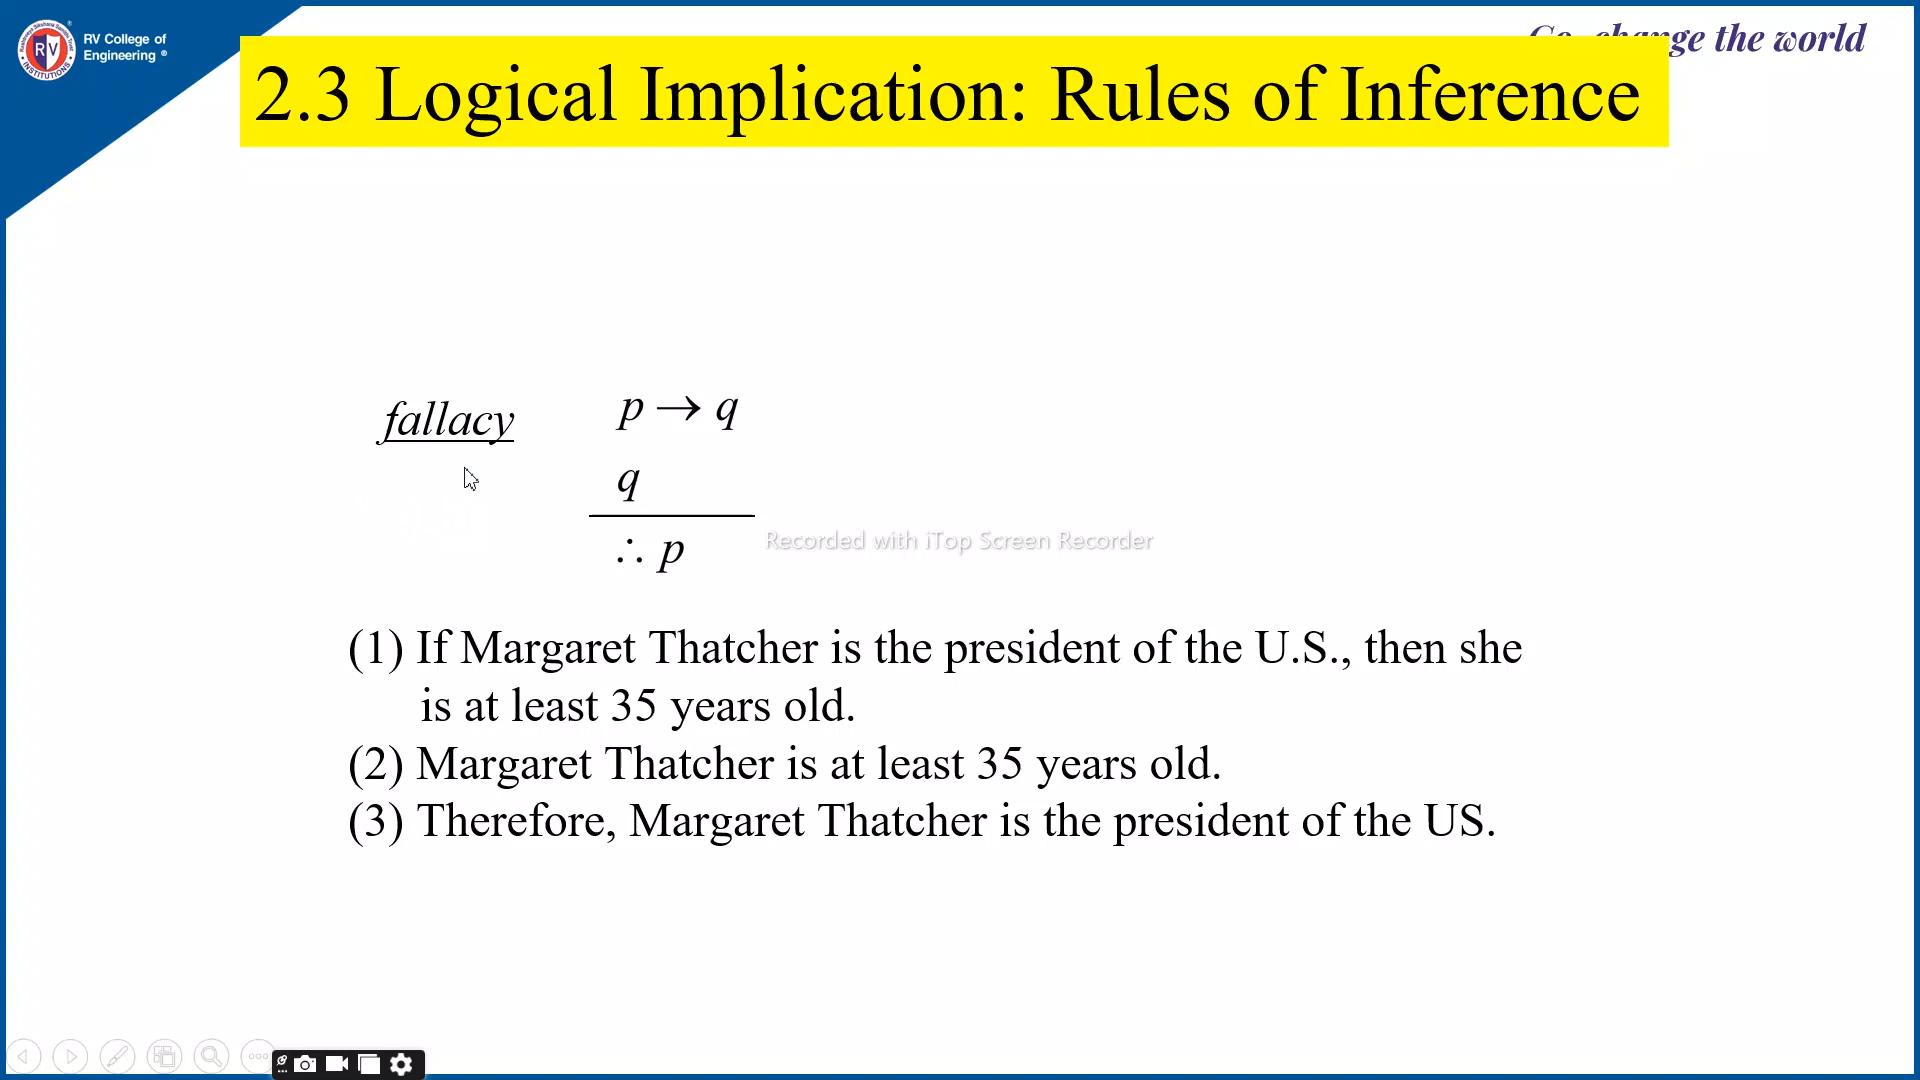 RV College of
Engineering ®
Go, change the world
2.3 Logical Implication: Rules of Inference
fallacy
p → q
q
∴ p
Recorded with iTop Screen Recorder
(1) If Margaret Thatcher is the president of the U.S., then she
is at least 35 years old.
(2) Margaret Thatcher is at least 35 years old.
(3) Therefore, Margaret Thatcher is the president of the US.